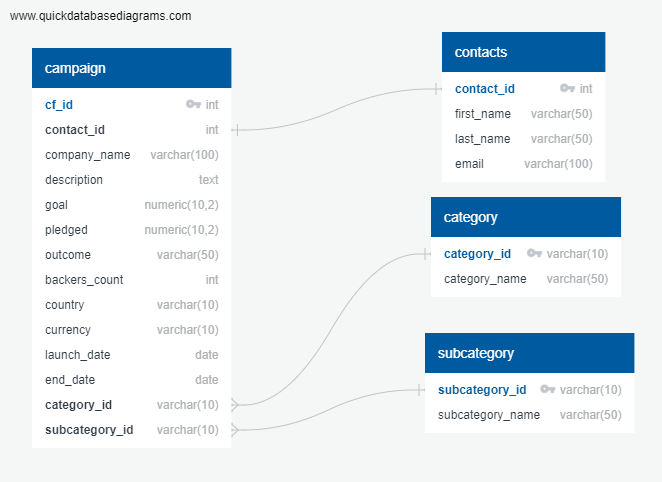 www.quickdatabasediagrams.com
campaign
cf_id int
contact_id int
company_name varchar(100)
description text
goal numeric(10,2)
pledged numeric(10,2)
outcome varchar(50)
backers_count int
country varchar(10)
currency varchar(10)
launch_date date
end_date date
category_id varchar(10)
subcategory_id varchar(10)
contacts
contact_id int
first_name varchar(50)
last_name varchar(50)
email varchar(100)
category
category_id varchar(10)
category_name varchar(50)
subcategory
subcategory_id varchar(10)
subcategory_name varchar(50)